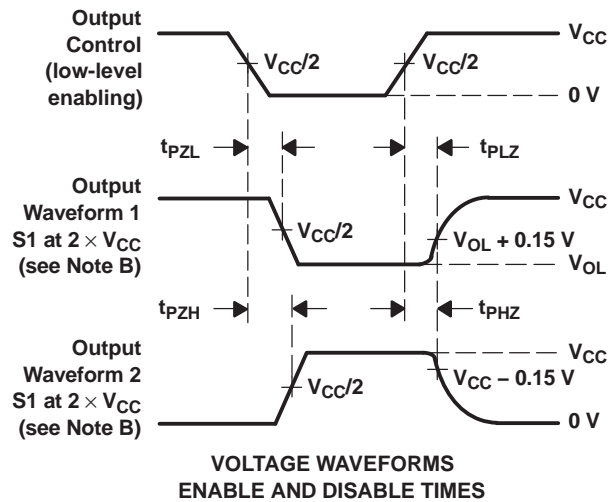 Output
Control
(low-level
enabling)
VCC/2
VCC/2
VCC
0 V
tPZL
tPLZ
Output
Waveform 1
S1 at 2 × VCC
(see Note B)
VCC/2
VCC
VOL + 0.15 V
VOL
tPZH
tPHZ
Output
Waveform 2
S1 at 2 × VCC
(see Note B)
VCC/2
VCC
VCC − 0.15 V
0 V
VOLTAGE WAVEFORMS
ENABLE AND DISABLE TIMES